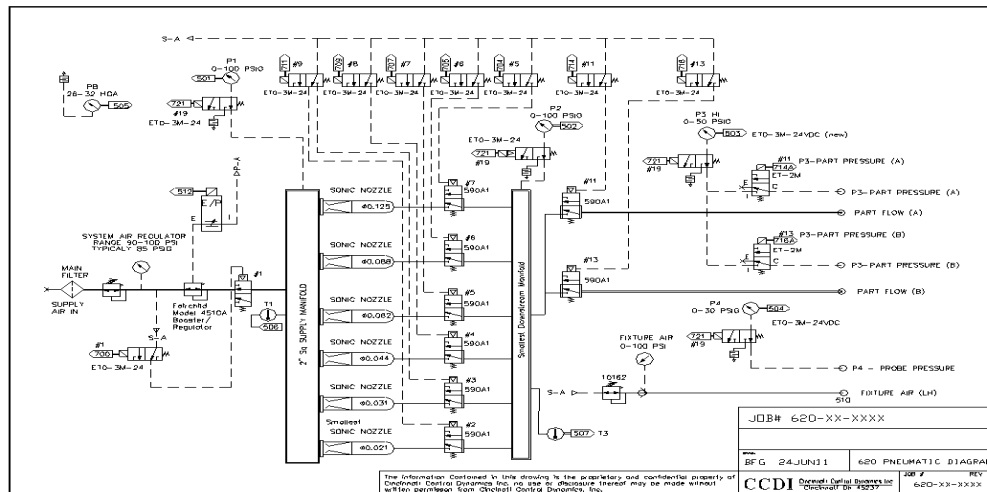 S-A
P1
0-100 PSIG
501
PB
26-32 HGA
505
721
#19
ETO-3M-24
711
#9
ETO-3M-24
709
#8
ETO-3M-24
707
#7
ETO-3M-24
705
#6
ETO-3M-24
704
#5
ETO-3M-24
714
#11
ETO-3M-24
718
#13
ETO-3M-24
P2
0-100 PSIG
502
ETO-3M-24
721
#19
P3 HI
0-50 PSIG
503
ETO-3M-24VDC (new)
721
#19
#11
P3-PART PRESSURE (A)
714A
ET-2M
E
C
P3-PART PRESSURE (A)
PART FLOW (A)
#13
P3-PART PRESSURE (B)
716A
ET-2M
E
C
P3-PART PRESSURE (B)
PART FLOW (B)
P4
0-30 PSIG
504
ETO-3M-24VDC
721
#19
P4 - PROBE PRESSURE
FIXTURE AIR
0-100 PSI
S-A
10162
FIXTURE AIR (LH)
510
512
E/P
E
DP-A
SYSTEM AIR REGULATOR
RANGE 90-100 PSI
TYPICALY 85 PSIG
MAIN
FILTER
SUPPLY
AIR IN
Fairchild
Model 4510A
Booster/
Regulator
#1
T1
506
S-A
#1
700
ETO-3M-24
2" Sq SUPPLY MANIFOLD
SONIC NOZZLE
Ø0.125
#7
590A1
SONIC NOZZLE
Ø0.088
#6
590A1
SONIC NOZZLE
Ø0.062
#5
590A1
SONIC NOZZLE
Ø0.044
#4
590A1
SONIC NOZZLE
Ø0.031
#3
590A1
Smallest
SONIC NOZZLE
Ø0.021
#2
590A1
Smallest Downstream Manifold
#11
590A1
#13
590A1
507
T3
JOB# 620-XX-XXXX
BFG 24JUN11
620 PNEUMATIC DIAGRAM
The Information Contained in this drawing is the proprietary and confidential property of
Cincinnati Control Dynamics Inc. no use or disclosure thereof may be made without
written permission from Cincinnati Control Dynamics, Inc.
CCDI
Cincinnati Control Dynamics Inc
Cincinnati Oh 45237
JOB #
REV
620-XX-XXXX